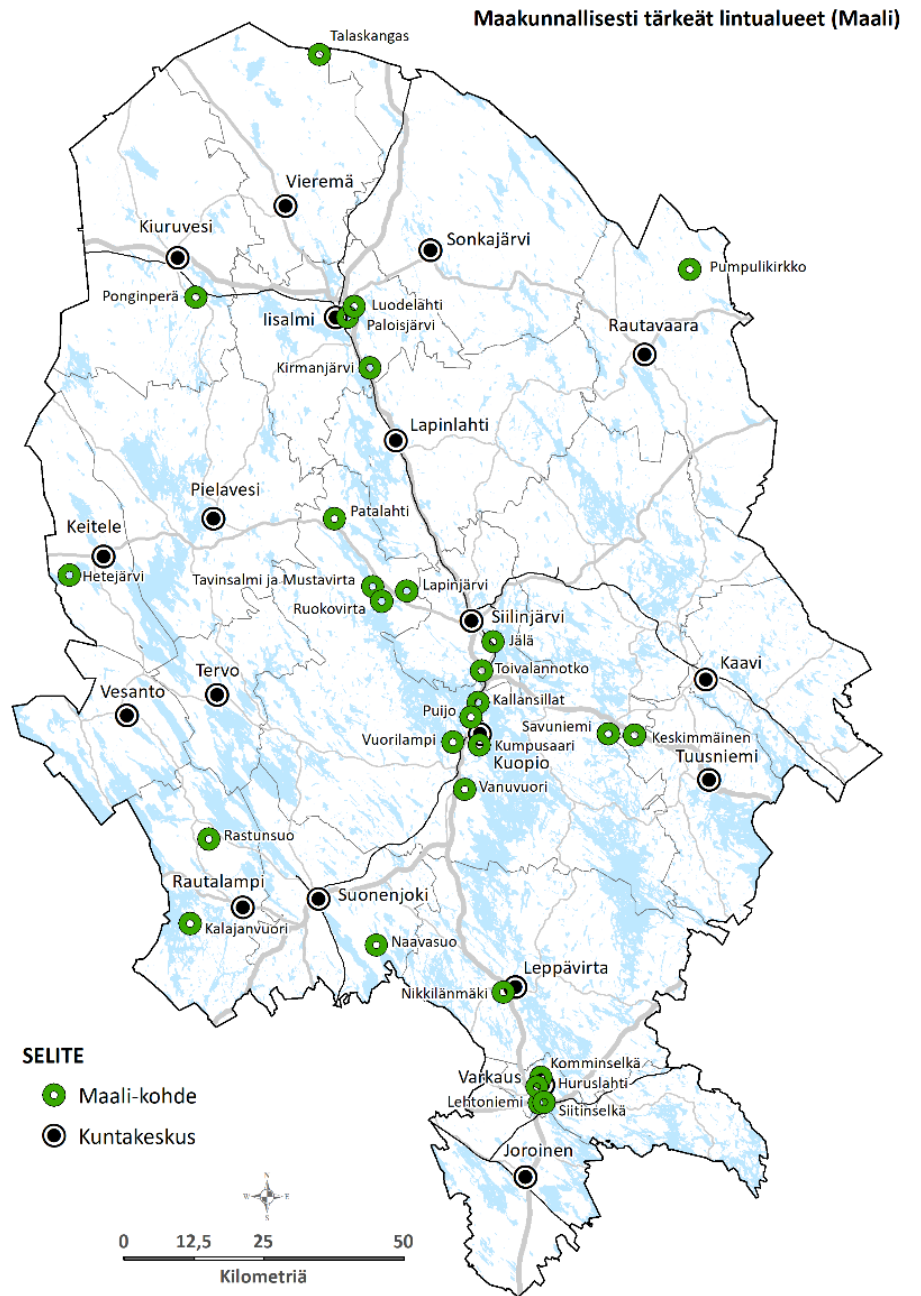 Maakunnallisesti tärkeät lintualueet (Maali)
Talaskangas
Vieremä
Kiuruvesi
Sonkajärvi
Pumpulikirkko
Ponginperä
Luodelahti
Iisalmi
Paloisjärvi
Rautavaara
Kirmanjärvi
Lapinlahti
Pielavesi
Patalahti
Keitele
Hetejärvi
Tavinsalmi ja Mustavirta
Lapinjärvi
Ruokovirta
Siilinjärvi
Jälä
Toivalannotko
Kaavi
Tervo
Vesanto
Kallansillat
Puijo
Savuniemi
Keskimmäinen
Vuorilampi
Kumpusaari
Kuopio
Tuusniemi
Vanuvuori
Rastunsuo
Rautalampi
Suonenjoki
Kalajanvuori
Naavasuo
Leppävirta
Nikkilänmäki
SELITE
Maali-kohde
Kuntakeskus
Komminselkä
Varkaus
Huruslahti
Lehtoniemi
Siitinselkä
Joroinen
N
W
E
S
0 12,5 25 50
Kilometriä